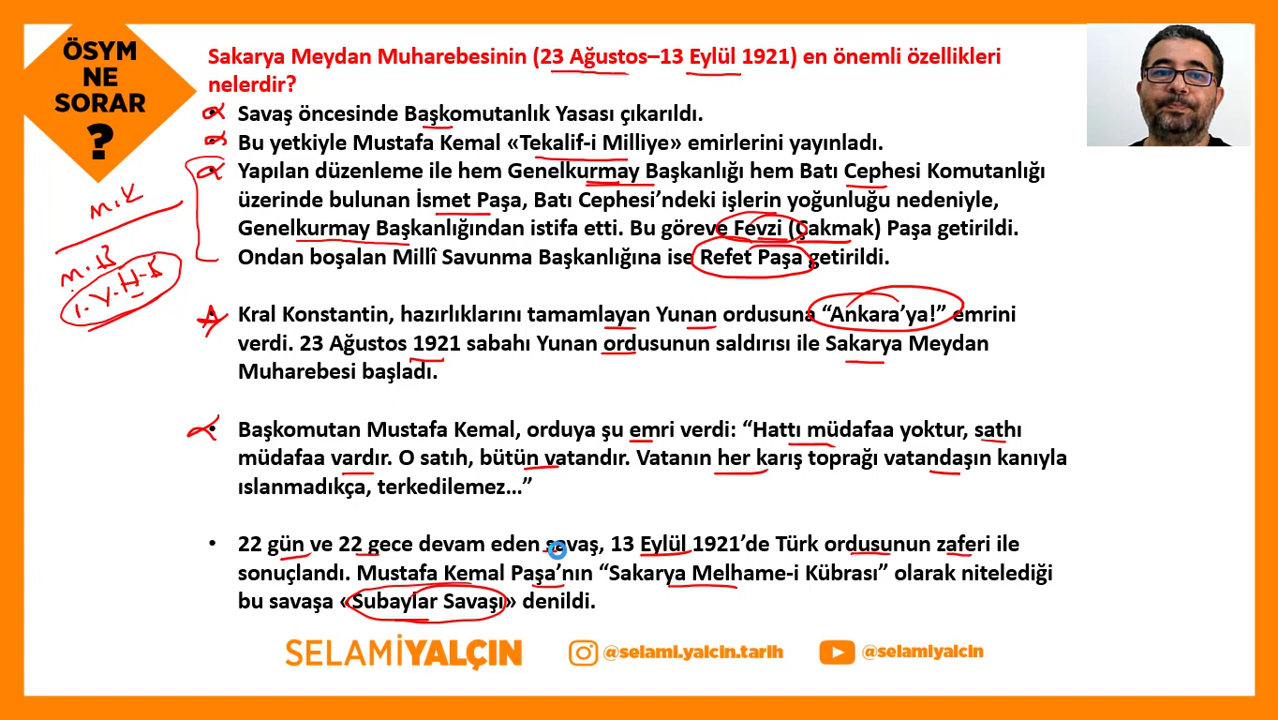 ÖSYM
NE
SORAR
?
Sakarya Meydan Muharebesinin (23 Ağustos–13 Eylül 1921) en önemli özellikleri
nelerdir?
Savaş öncesinde Başkomutanlık Yasası çıkarıldı.
Bu yetkiyle Mustafa Kemal «Tekalif-i Milliye» emirlerini yayınladı.
Yapılan düzenleme ile hem Genelkurmay Başkanlığı hem Batı Cephesi Komutanlığı
üzerinde bulunan İsmet Paşa, Batı Cephesi’ndeki işlerin yoğunluğu nedeniyle,
Genelkurmay Başkanlığından istifa etti. Bu göreve Fevzi (Çakmak) Paşa getirildi.
Ondan boşalan Millî Savunma Başkanlığına ise Refet Paşa getirildi.
M.K
M.B
İ-Y-H-B
• Kral Konstantin, hazırlıklarını tamamlayan Yunan ordusuna “Ankara’ya!” emrini
verdi. 23 Ağustos 1921 sabahı Yunan ordusunun saldırısı ile Sakarya Meydan
Muharebesi başladı.
• Başkomutan Mustafa Kemal, orduya şu emri verdi: “Hattı müdafaa yoktur, sathı
müdafaa vardır. O satıh, bütün vatandır. Vatanın her karış toprağı vatandaşın kanıyla
ıslanmadıkça, terkedilemez…”
• 22 gün ve 22 gece devam eden savaş, 13 Eylül 1921’de Türk ordusunun zaferi ile
sonuçlandı. Mustafa Kemal Paşa’nın “Sakarya Melhame-i Kübrası” olarak nitelediği
bu savaşa «Subaylar Savaşı» denildi.
SELAMİYALÇIN
@selami.yalcin.tarih
@selamiyalcin